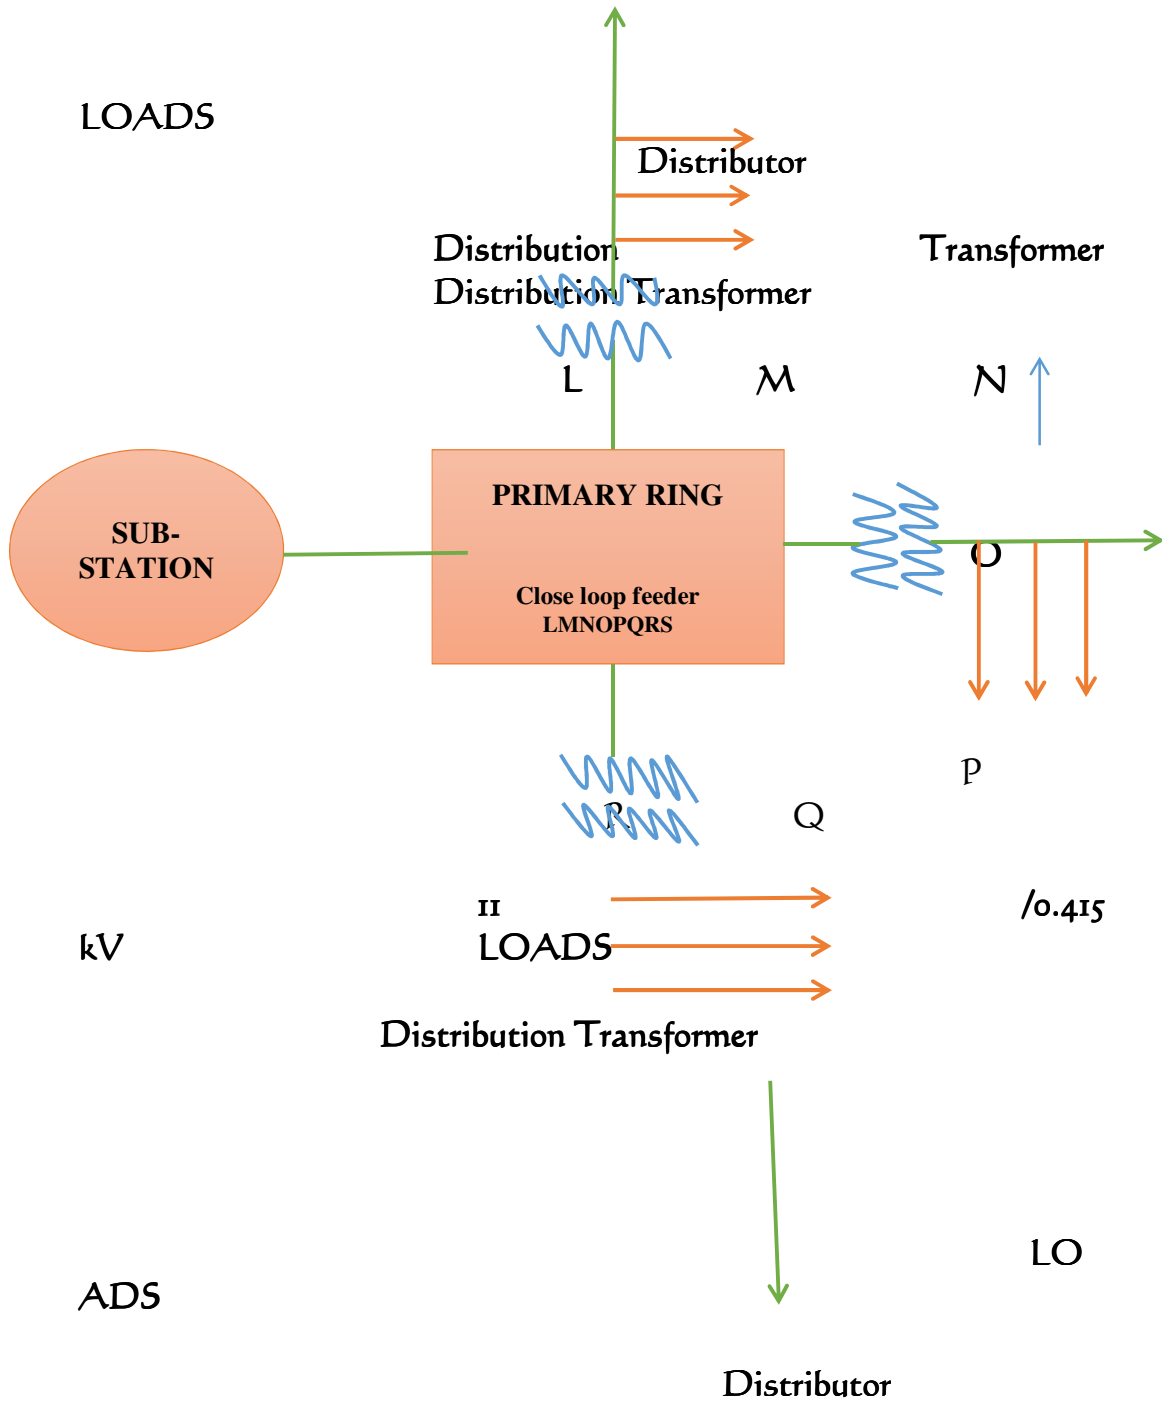 LOADS
Distributor
Distribution Transformer
Distribution Transformer
L M N
PRIMARY RING
SUB-
STATION
O
Close loop feeder
LMNOPQRS
P
R Q
11 /0.415
kV LOADS
Distribution Transformer
LO
ADS
Distributor